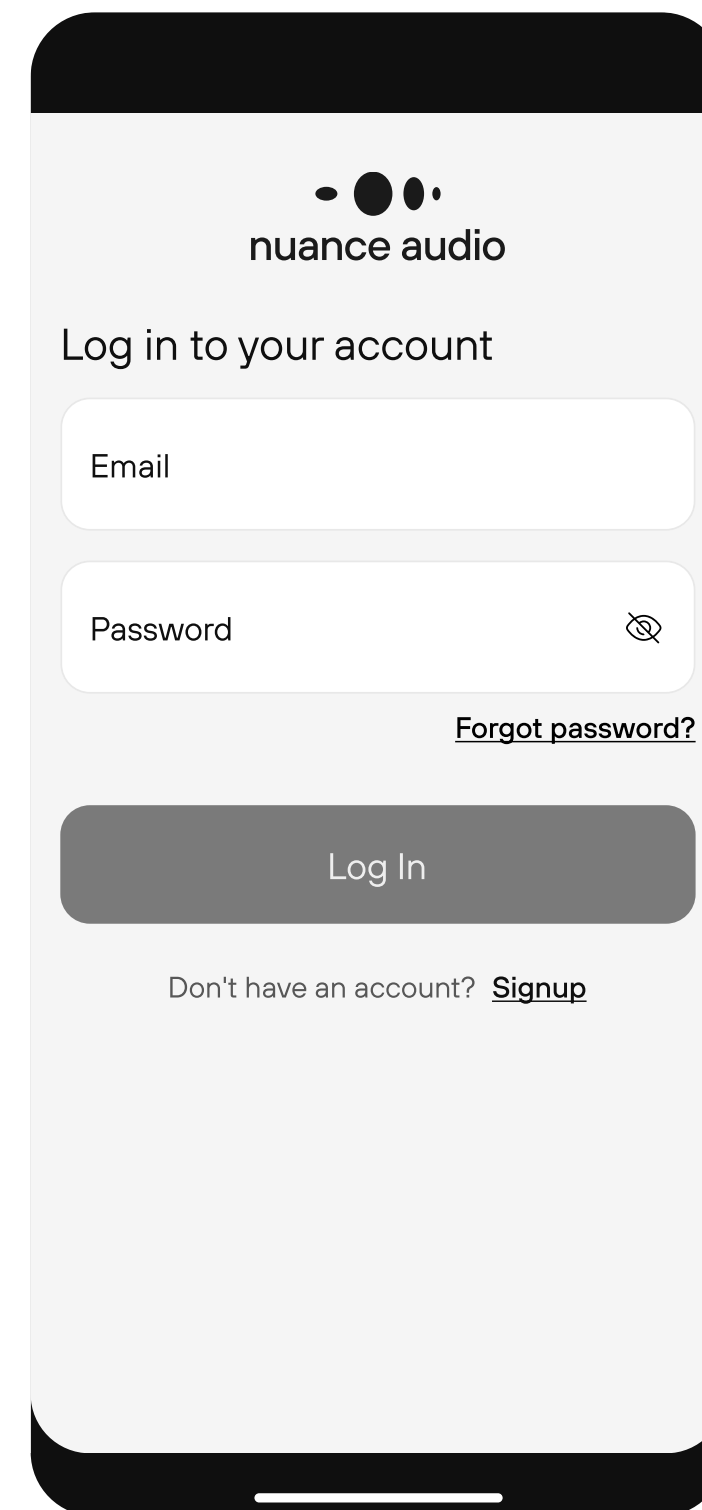 nuance audio
Log in to your account
Email
Password
Forgot password?
Log In
Don't have an account? Signup